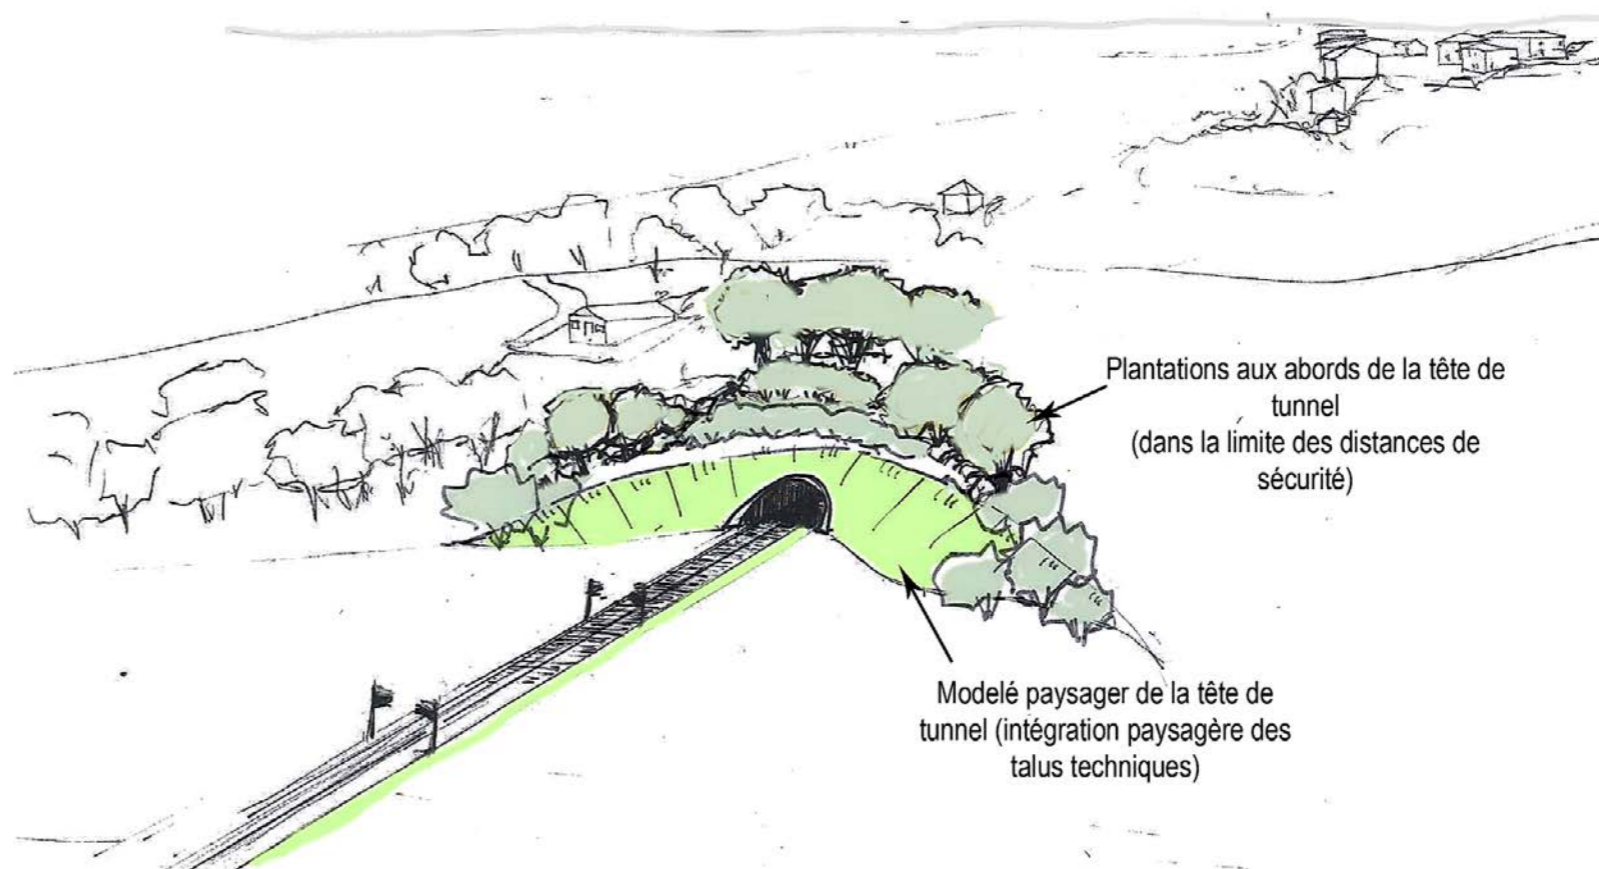 Plantations aux abords de la tête de
tunnel
(dans la limite des distances de
sécurité)
Modelé paysager de la tête de
tunnel (intégration paysagère des
talus techniques)